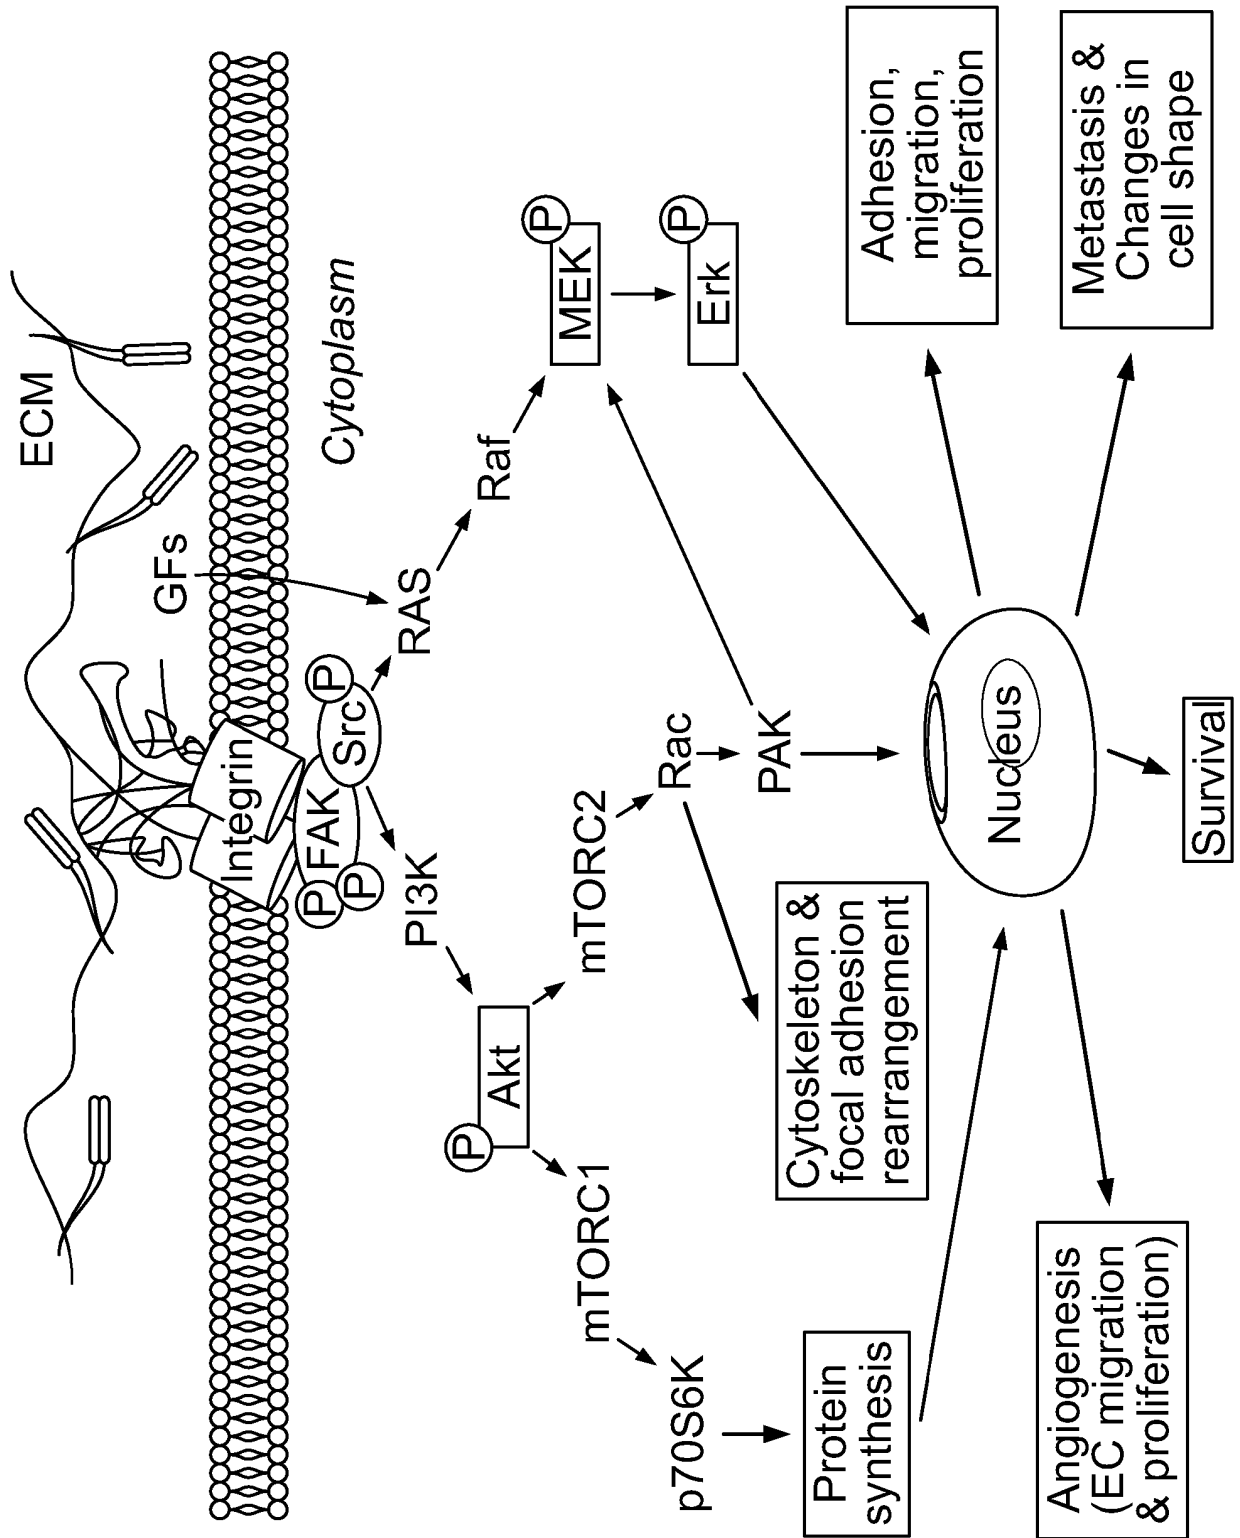 ECM
GFs
Integrin
Cytoplasm
FAK
P
P
Src
P
PI3K
RAS
Raf
P
Akt
MEK
P
mTORC1
mTORC2
p70S6K
Rac
Erk
P
PAK
Protein
synthesis
Cytoskeleton &
focal adhesion
rearrangement
Nucleus
Adhesion,
migration,
proliferation
Angiogenesis
(EC migration
& proliferation)
Survival
Metastasis &
Changes in
cell shape